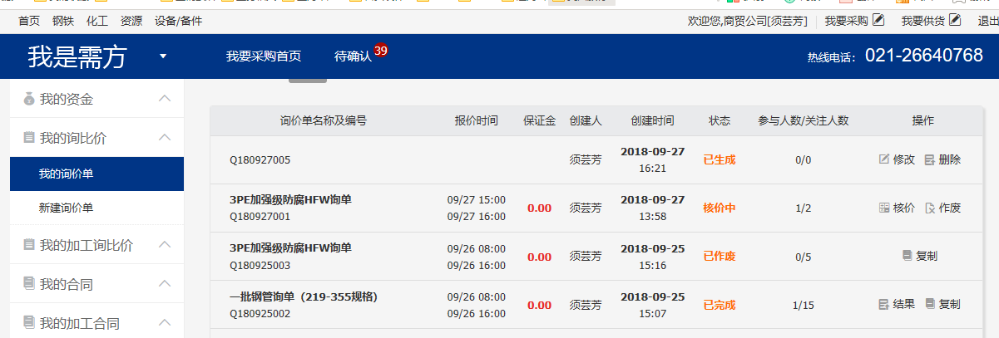 首页 钢铁 化工 资源 设备/备件 欢迎您,商贸公司[须芸芳] 我要采购 我要供货 退出
我是需方 我要采购首页 待确认 39 热线电话： 021-26640768
我的资金
我的询比价
我的询价单
新建询价单
我的加工询比价
我的合同
我的加工合同
询价单名称及编号 报价时间 保证金 创建人 创建时间 状态 参与人数/关注人数 操作
Q180927005 须芸芳 2018-09-27 16:21 已生成 0/0 修改 删除
3PE加强级防腐HFW询单
Q180927001 09/27 15:00 09/27 16:00 0.00 须芸芳 2018-09-27 13:58 核价中 1/2 核价 作废
3PE加强级防腐HFW询单
Q180925003 09/26 08:00 09/26 16:00 0.00 须芸芳 2018-09-25 15:16 已作废 0/5 复制
一批钢管询单（219-355规格）
Q180925002 09/26 08:00 09/26 16:00 0.00 须芸芳 2018-09-25 15:07 已完成 1/15 结果 复制